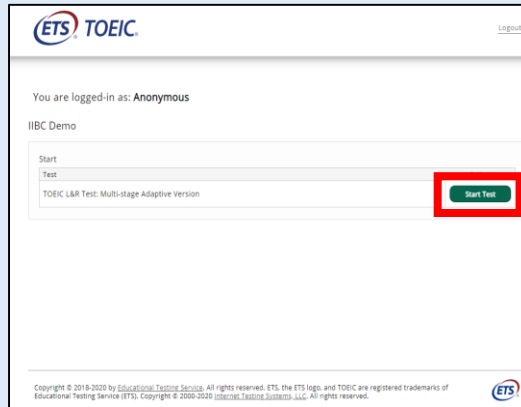 ETS TOEIC.
Logout
You are logged-in as: Anonymous
IIBC Demo
Start
Test
TOEIC L&R Test: Multi-stage Adaptive Version
Start Test
Copyright © 2018-2020 by Educational Testing Service. All rights reserved. ETS, the ETS logo, and TOEIC are registered trademarks of
Educational Testing Service (ETS). Copyright © 2000-2020 Internet Testing Systems, LLC. All rights reserved.
ETS